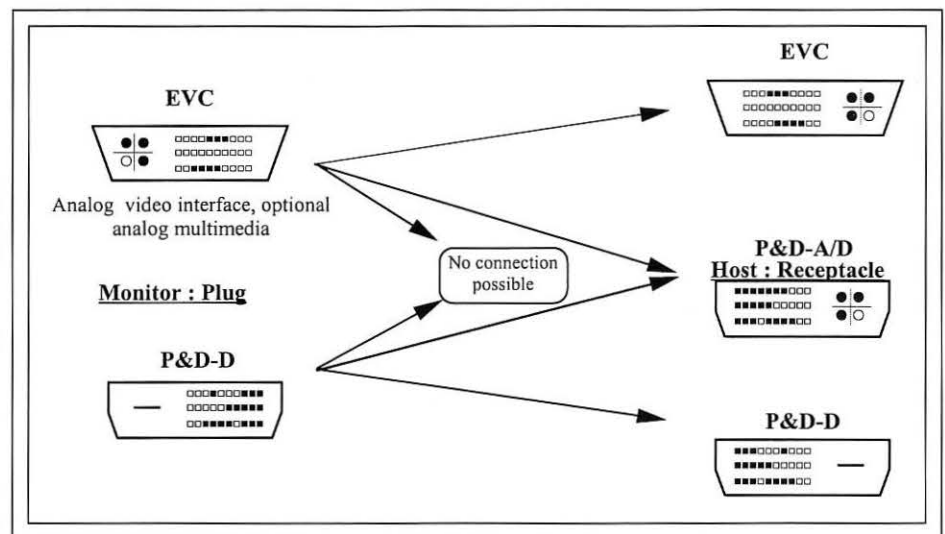 EVC
EVC
Analog video interface, optional
analog multimedia
No connection
possible
P&D-A/D
Host : Receptacle
Monitor : Plug
P&D-D
P&D-D